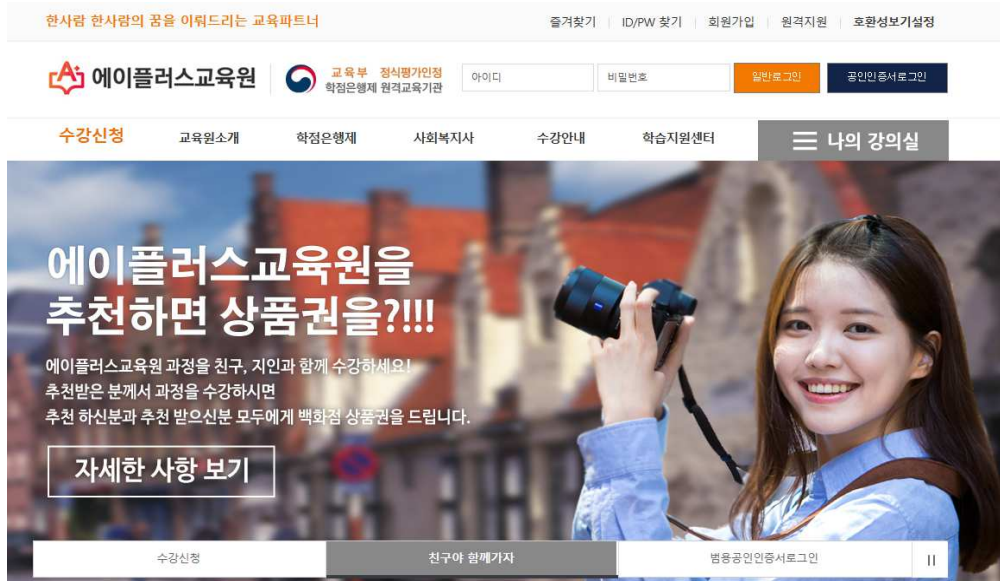 한사람 한사람의 꿈을 이뤄드리는 교육파트너
즐겨찾기 ID/PW 찾기 회원가입 원격지원 호환성보기설정
에이플러스교육원
교육부 정식평가인정
학점은행제 원격교육기관
아이디 비밀번호 일반로그인 공인인증서로그인
수강신청 교육원소개 학점은행제 사회복지사 수강안내 학습지원센터 나의 강의실
에이플러스교육원을
추천하면 상품권을?!!!
에이플러스교육원 과정을 친구, 지인과 함께 수강하세요!
추천받은 분께서 과정을 수강하시면
추천 하신분과 추천 받으신분 모두에게 백화점 상품권을 드립니다.
자세한 사항 보기
수강신청 친구야 함께가자 범용공인인증서로그인